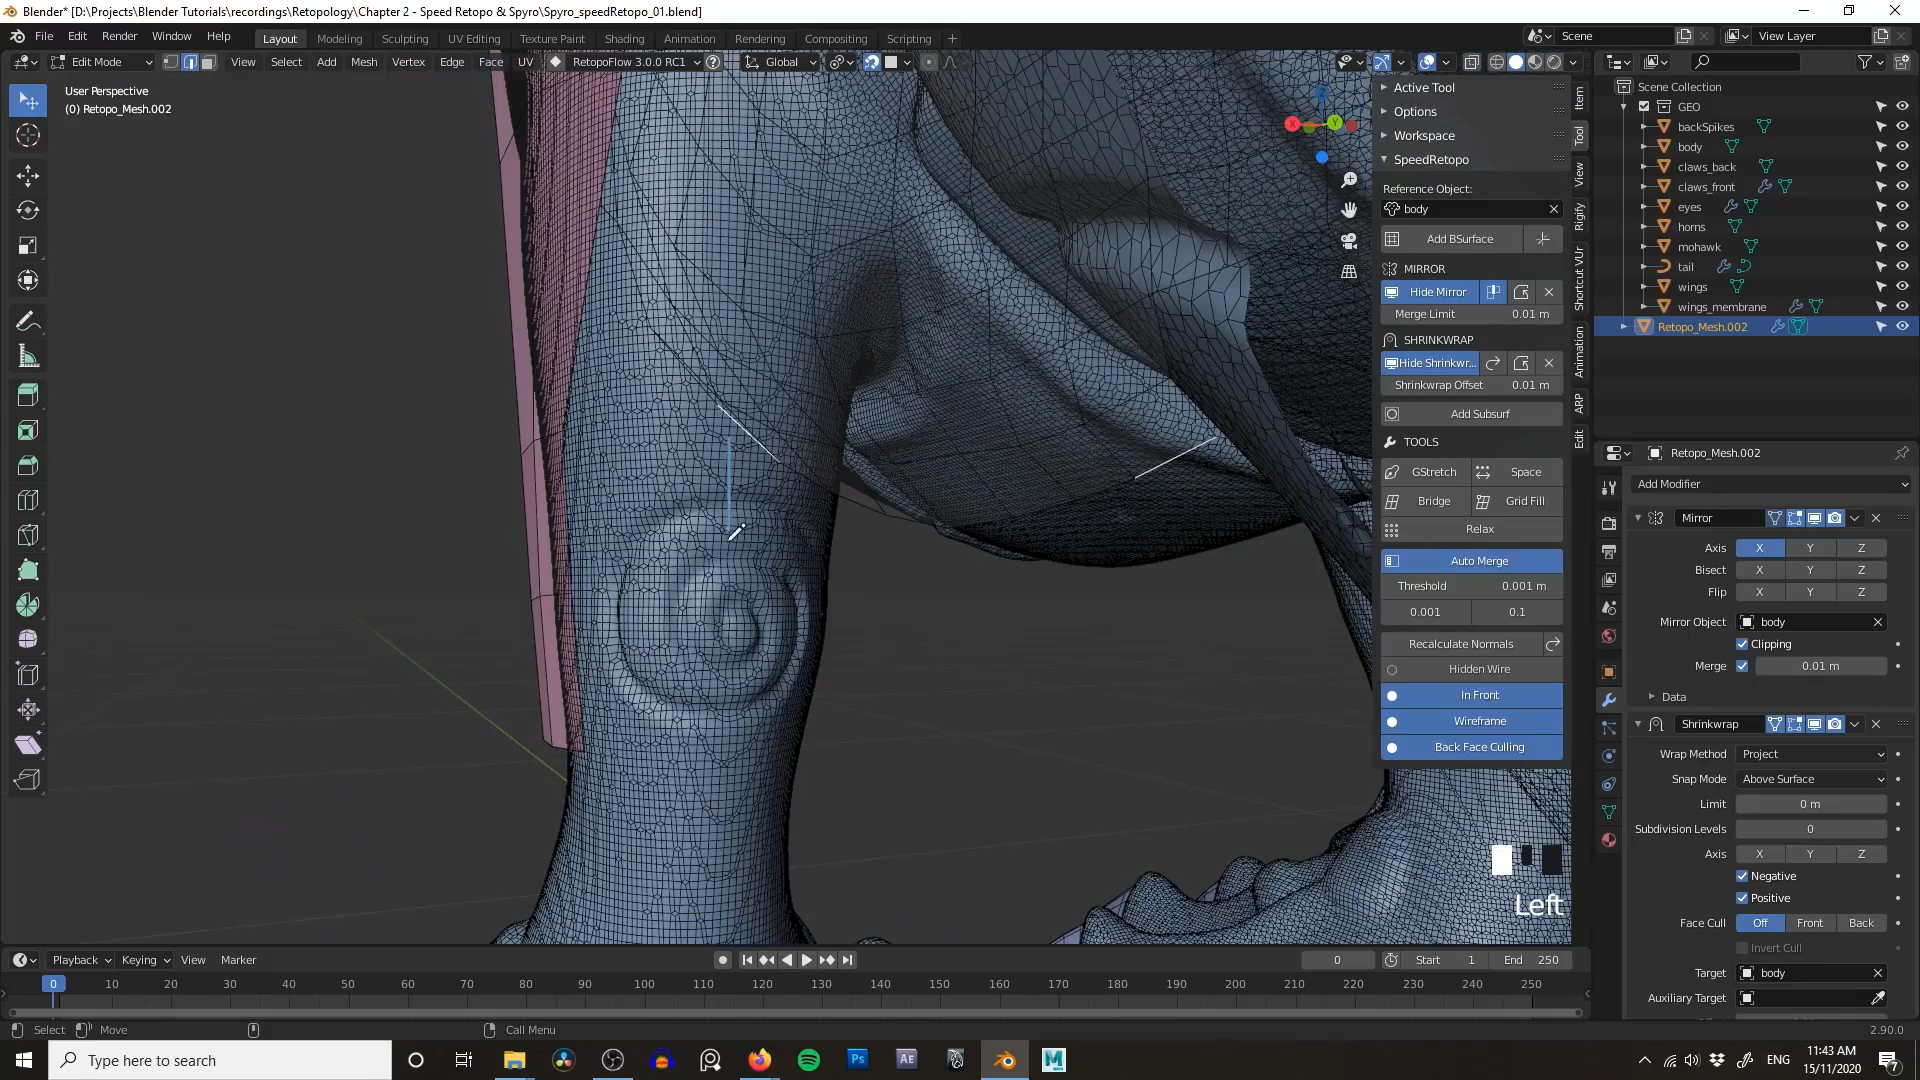 Blender* [D:\Projects\Blender Tutorials\recordings\Retopology\Chapter 2 - Speed Retopo & Spyro\Spyro_speedRetopo_01.blend]
File Edit Render Window Help Layout Modeling Sculpting UV Editing Texture Paint Shading Animation Rendering Compositing Scripting Scene View Layer
Edit Mode View Select Add Mesh Vertex Edge Face UV RetopoFlow 3.0.0 RC1 Global
User Perspective
(0) Retopo_Mesh.002
Active Tool
Options
Workspace
SpeedRetopo
Reference Object:
body
Add BSurface
MIRROR
Hide Mirror
Merge Limit 0.01 m
SHRINKWRAP
Hide Shrinkwr...
Shrinkwrap Offset 0.01 m
Add Subsurf
TOOLS
GStretch Space
Bridge Grid Fill
Relax
Auto Merge
Threshold 0.001 m
0.001 0.1
Recalculate Normals
Hidden Wire
In Front
Wireframe
Back Face Culling
Item
Tool
View
Rigify
Shortcut VUr
Animation
ARP
Edit
X
Y
Z
Left
Scene Collection
GEO
backSpikes
body
claws_back
claws_front
eyes
horns
mohawk
tail
wings
wings_membrane
Retopo_Mesh.002
Retopo_Mesh.002
Add Modifier
Mirror
Axis X Y Z
Bisect X Y Z
Flip X Y Z
Mirror Object body
Clipping
Merge 0.01 m
Data
Shrinkwrap
Wrap Method Project
Snap Mode Above Surface
Limit 0 m
Subdivision Levels 0
Axis X Y Z
Negative
Positive
Face Cull Off Front Back
Invert Cull
Target body
Auxiliary Target
Playback Keying View Marker 0 Start 1 End 250
0 10 20 30 40 50 60 70 80 90 100 110 120 130 140 150 160 170 180 190 200 210 220 230 240 250
Select Move Call Menu 2.90.0
Type here to search
Ps
Ae
M
ENG
11:43 AM
15/11/2020
7